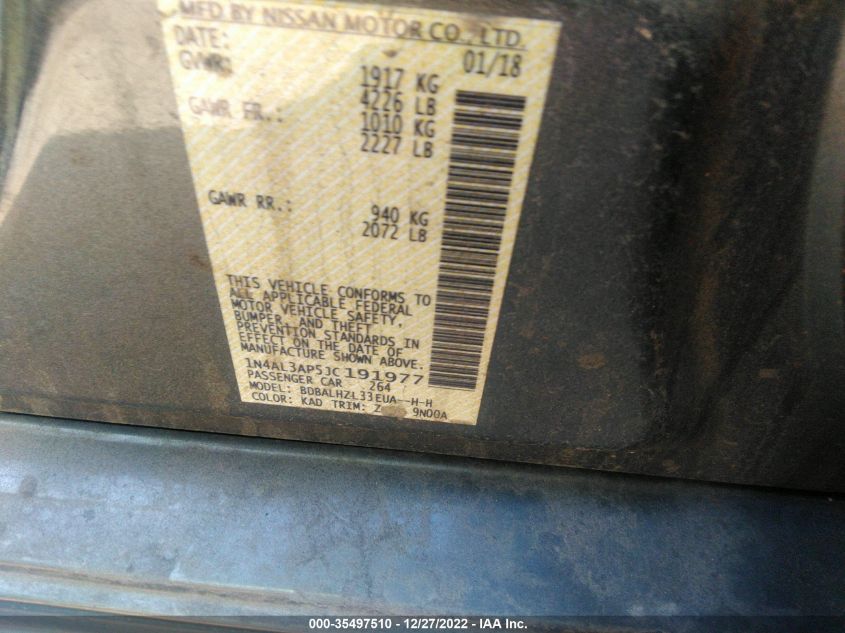 MFD BY NISSAN MOTOR CO., LTD.
DATE: 01/18
GVWR: 1917 KG
4226 LB
GAWR FR.: 1010 KG
2227 LB
GAWR RR.: 940 KG
2072 LB
THIS VEHICLE CONFORMS TO
ALL APPLICABLE FEDERAL
MOTOR VEHICLE SAFETY,
BUMPER, AND THEFT
PREVENTION STANDARDS IN
EFFECT ON THE DATE OF
MANUFACTURE SHOWN ABOVE.
1N4AL3AP5JC191977
PASSENGER CAR 264
MODEL: BDBALHZL33EUA--H-H
COLOR: KAD TRIM: Z 9N00A
000-35497510 - 12/27/2022 - IAA Inc.